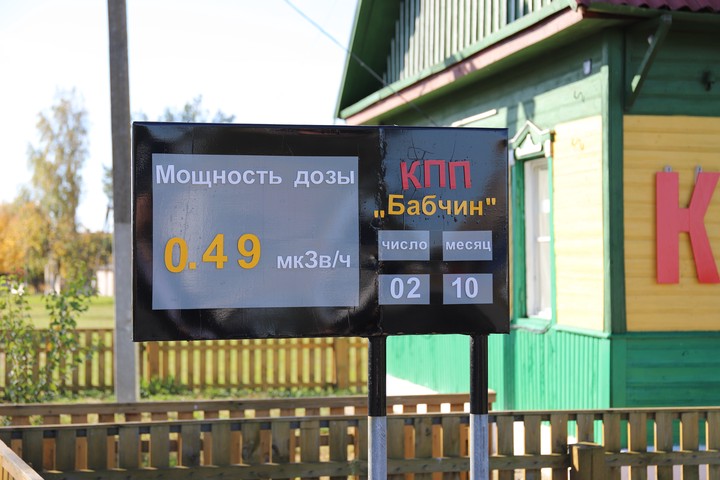 Мощность дозы
0.49 мкЗв/ч
КПП
„Бабчин"
число месяц
02 10
К